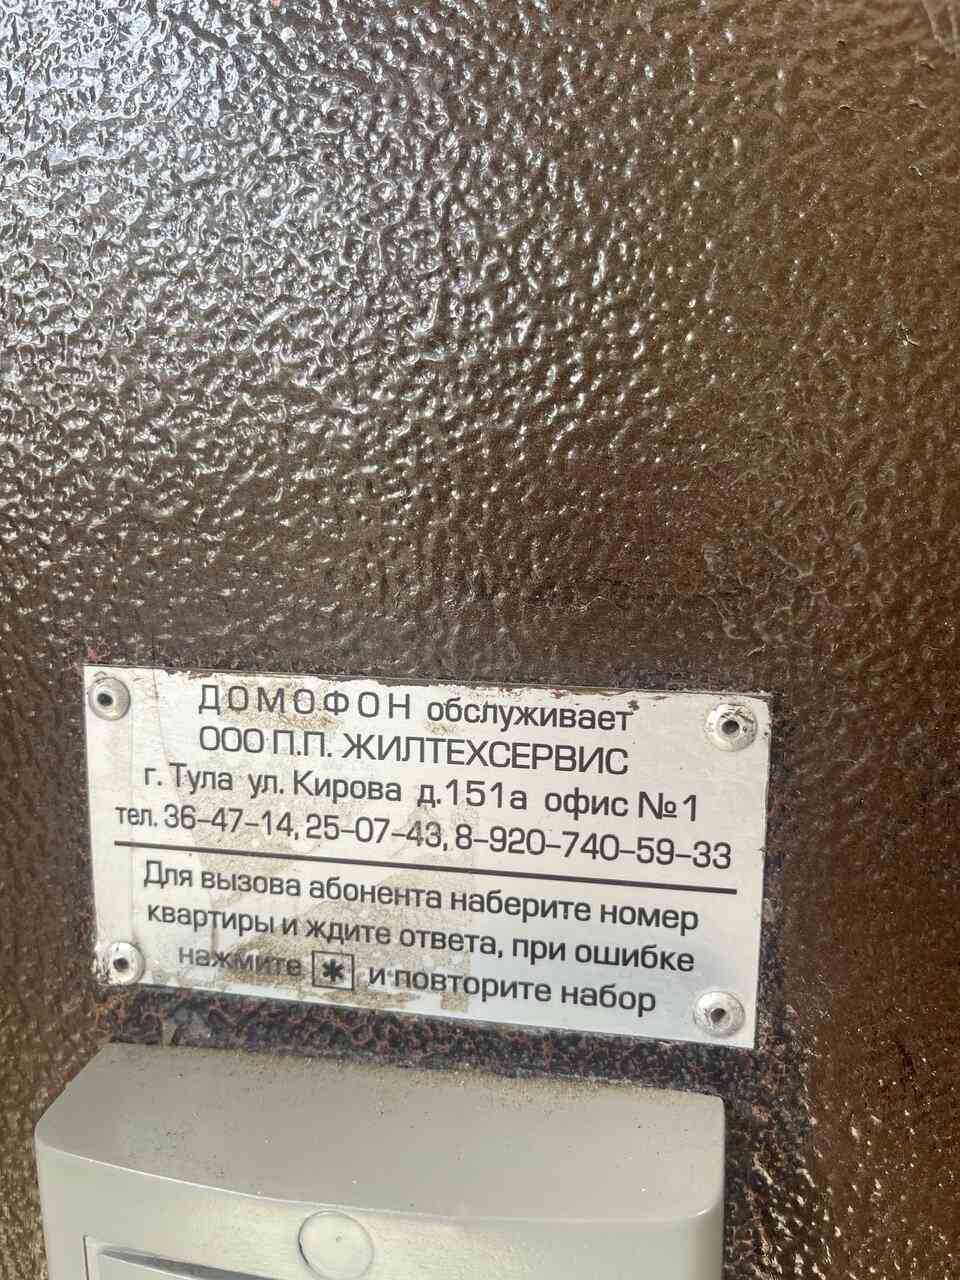 ДОМОФОН обслуживает
ООО П.П. ЖИЛТЕХСЕРВИС
г. Тула ул. Кирова д.151а офис №1
тел. 36-47-14, 25-07-43, 8-920-740-59-33
Для вызова абонента наберите номер
квартиры и ждите ответа, при ошибке
нажмите * и повторите набор